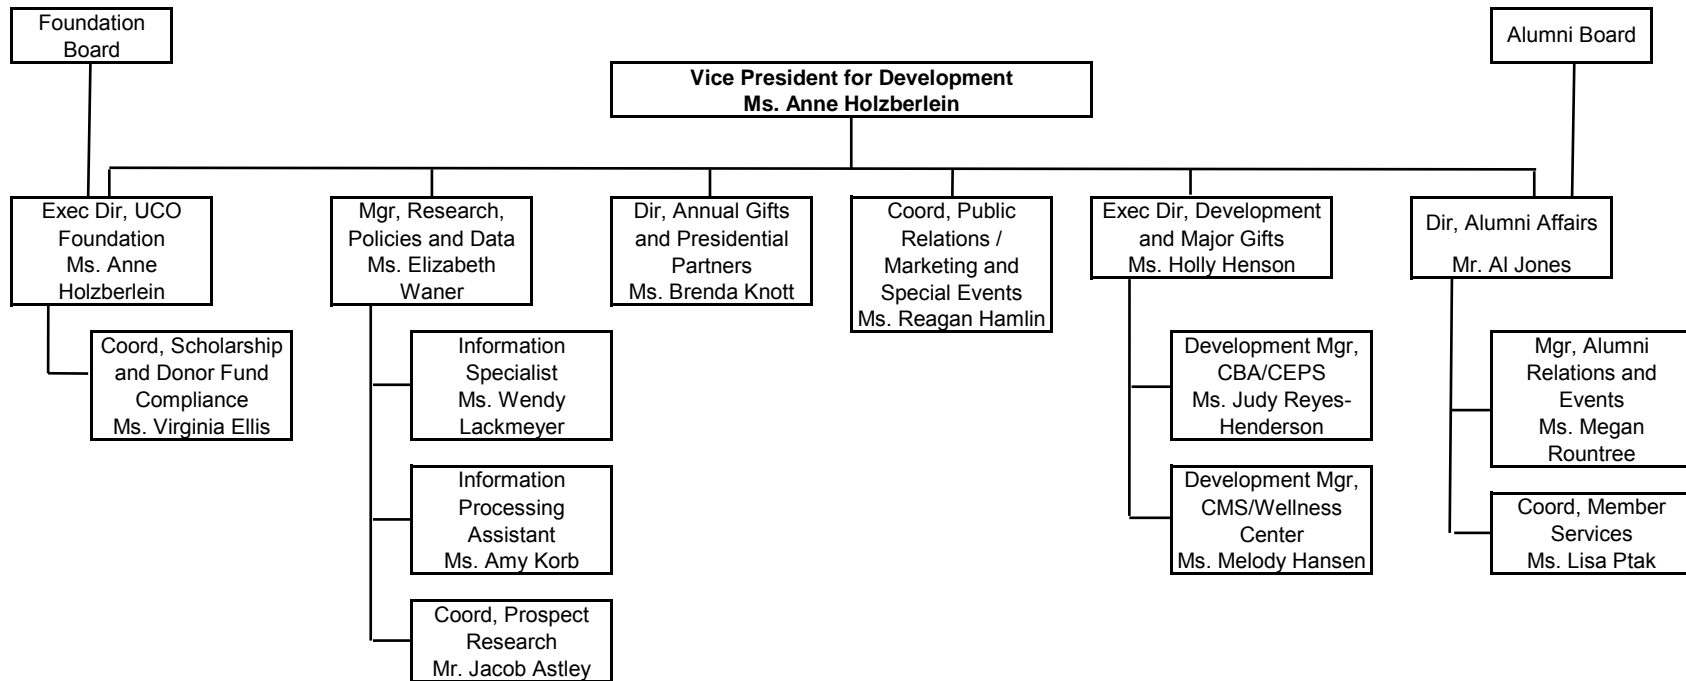 Foundation
Board
Alumni Board
Vice President for Development
Ms. Anne Holzberlein
Exec Dir, UCO
Foundation
Ms. Anne
Holzberlein
Mgr, Research,
Policies and Data
Ms. Elizabeth
Waner
Dir, Annual Gifts
and Presidential
Partners
Ms. Brenda Knott
Coord, Public
Relations /
Marketing and
Special Events
Ms. Reagan Hamlin
Exec Dir, Development
and Major Gifts
Ms. Holly Henson
Dir, Alumni Affairs
Mr. Al Jones
Coord, Scholarship
and Donor Fund
Compliance
Ms. Virginia Ellis
Information
Specialist
Ms. Wendy
Lackmeyer
Development Mgr,
CBA/CEPS
Ms. Judy Reyes-
Henderson
Mgr, Alumni
Relations and
Events
Ms. Megan
Rountree
Information
Processing
Assistant
Ms. Amy Korb
Development Mgr,
CMS/Wellness
Center
Ms. Melody Hansen
Coord, Member
Services
Ms. Lisa Ptak
Coord, Prospect
Research
Mr. Jacob Astley